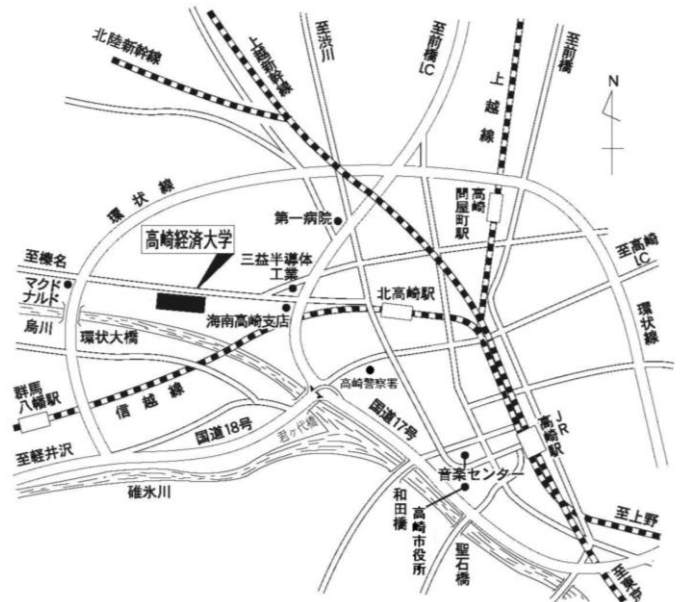 北陸新幹線
上越新幹線
至渋川
至前橋
I.C
上越線
至前橋
N
環状線
第一病院
高崎
問屋町駅
高崎経済大学
至榛名
三益半導体
工業
至高崎
I.C
マクド
ナルド
北高崎駅
烏川
環状大橋
海南高崎支店
環状線
群馬
八幡駅
信越線
高崎警察署
国道17号
国道18号
君ヶ代橋
JR
高崎駅
至軽井沢
音楽センター
碓氷川
和田橋
高崎市役所
聖石橋
至上野
至東京